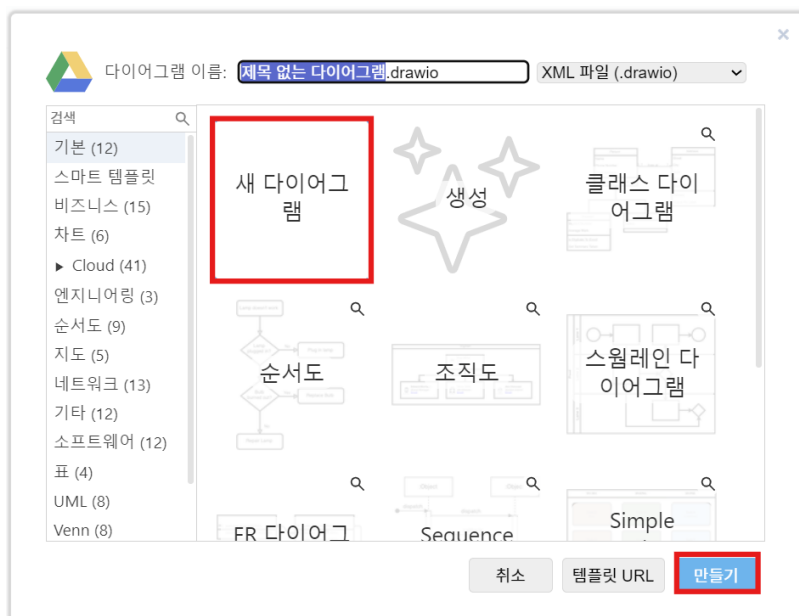 ×
다이어그램 이름: 제목 없는 다이어그램.drawio XML 파일 (.drawio)
검색
기본 (12)
스마트 템플릿
비즈니스 (15)
차트 (6)
▸ Cloud (41)
엔지니어링 (3)
순서도 (9)
지도 (5)
네트워크 (13)
기타 (12)
소프트웨어 (12)
표 (4)
UML (8)
Venn (8)
새 다이어그
램
생성
클래스 다이
어그램
순서도
조직도
스윔레인 다
이어그램
ER 다이어그
Sequence
Simple
취소 템플릿 URL 만들기